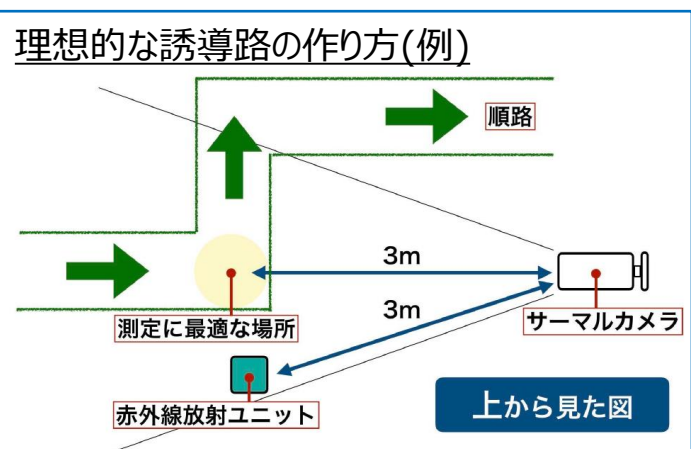 理想的な誘導路の作り方(例)
順路
3m
3m
測定に最適な場所
サーマルカメラ
赤外線放射ユニット
上から見た図